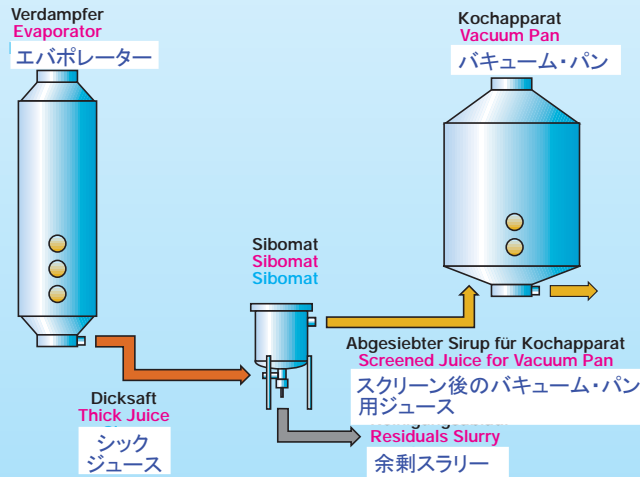 Verdampfer
Evaporator
エバポレーター
Kochapparat
Vacuum Pan
バキューム・パン
Sibomat
Sibomat
Sibomat
Dicksaft
Thick Juice
シック
ジュース
Abgesiebter Sirup für Kochapparat
Screened Juice for Vacuum Pan
スクリーン後のバキューム・パン
用ジュース
Residuals Slurry
余剰スラリー